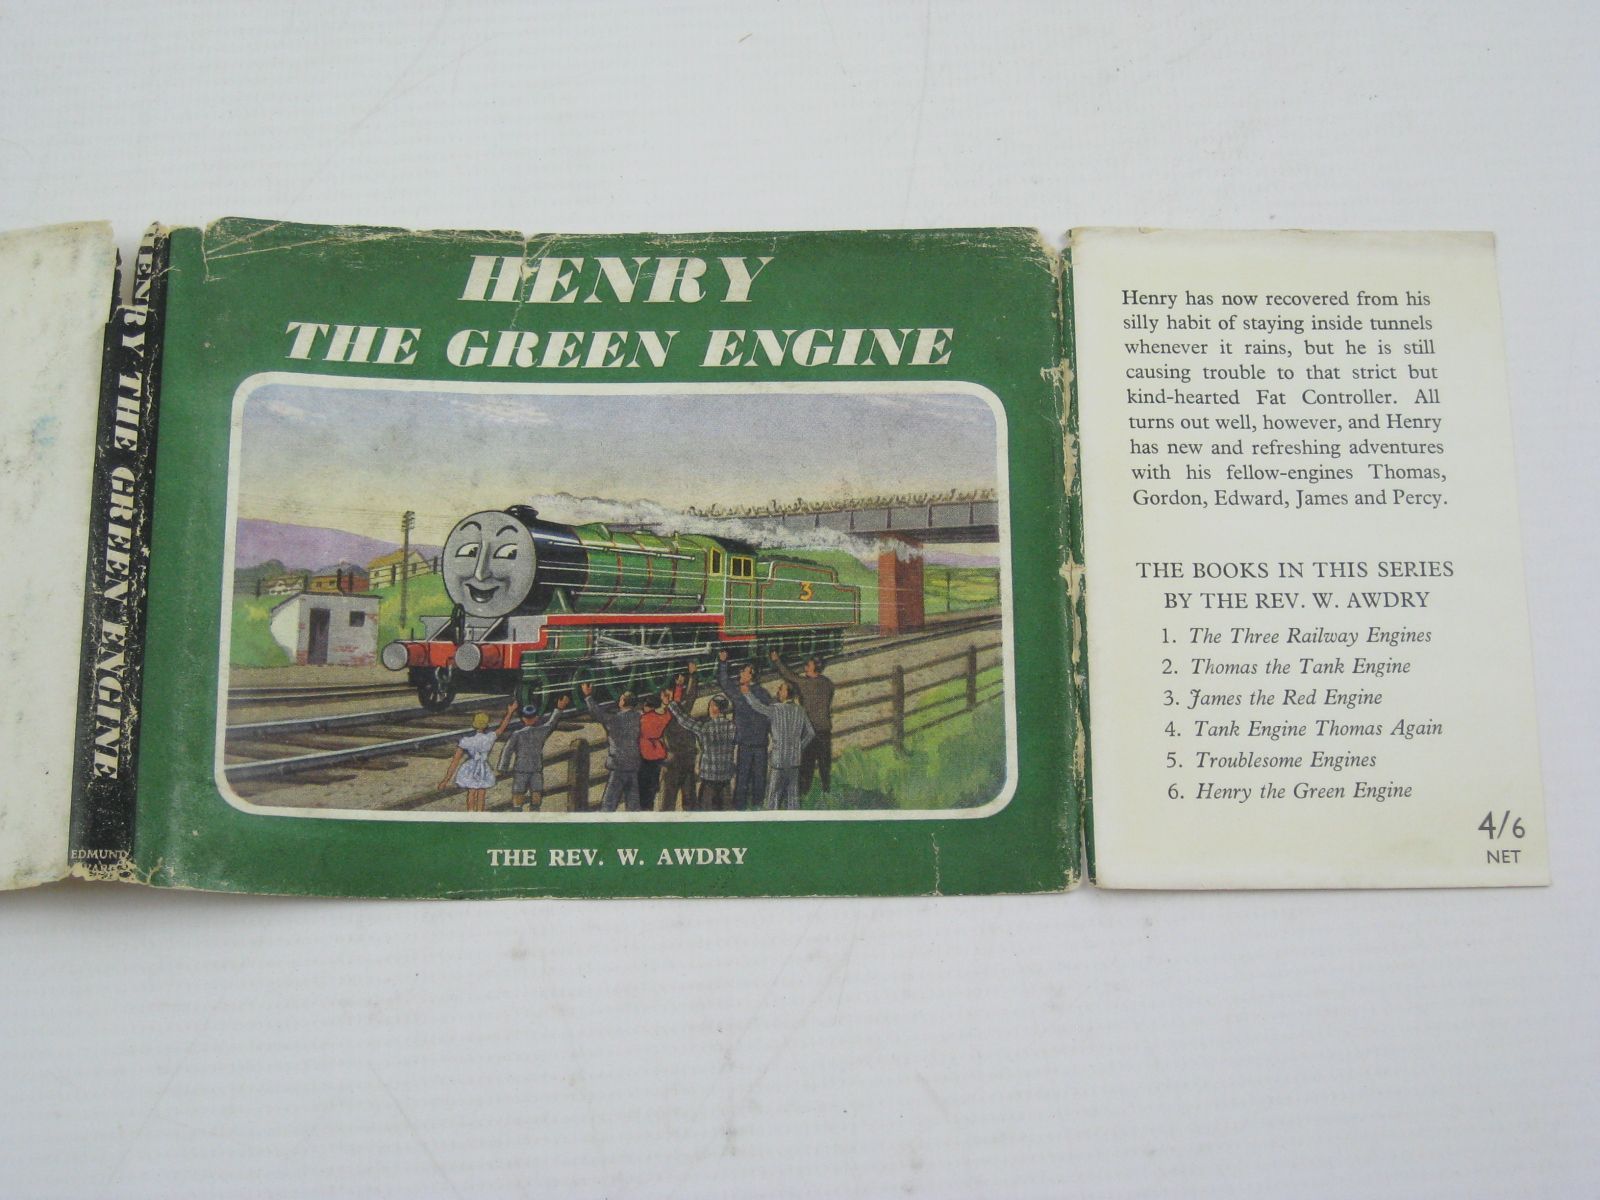 HENRY THE GREEN ENGINE
EDMUND
WARD
HENRY
THE GREEN ENGINE
3
THE REV. W. AWDRY
Henry has now recovered from his
silly habit of staying inside tunnels
whenever it rains, but he is still
causing trouble to that strict but
kind-hearted Fat Controller. All
turns out well, however, and Henry
has new and refreshing adventures
with his fellow-engines Thomas,
Gordon, Edward, James and Percy.
THE BOOKS IN THIS SERIES
BY THE REV. W. AWDRY
1. The Three Railway Engines
2. Thomas the Tank Engine
3. James the Red Engine
4. Tank Engine Thomas Again
5. Troublesome Engines
6. Henry the Green Engine
4/6
NET